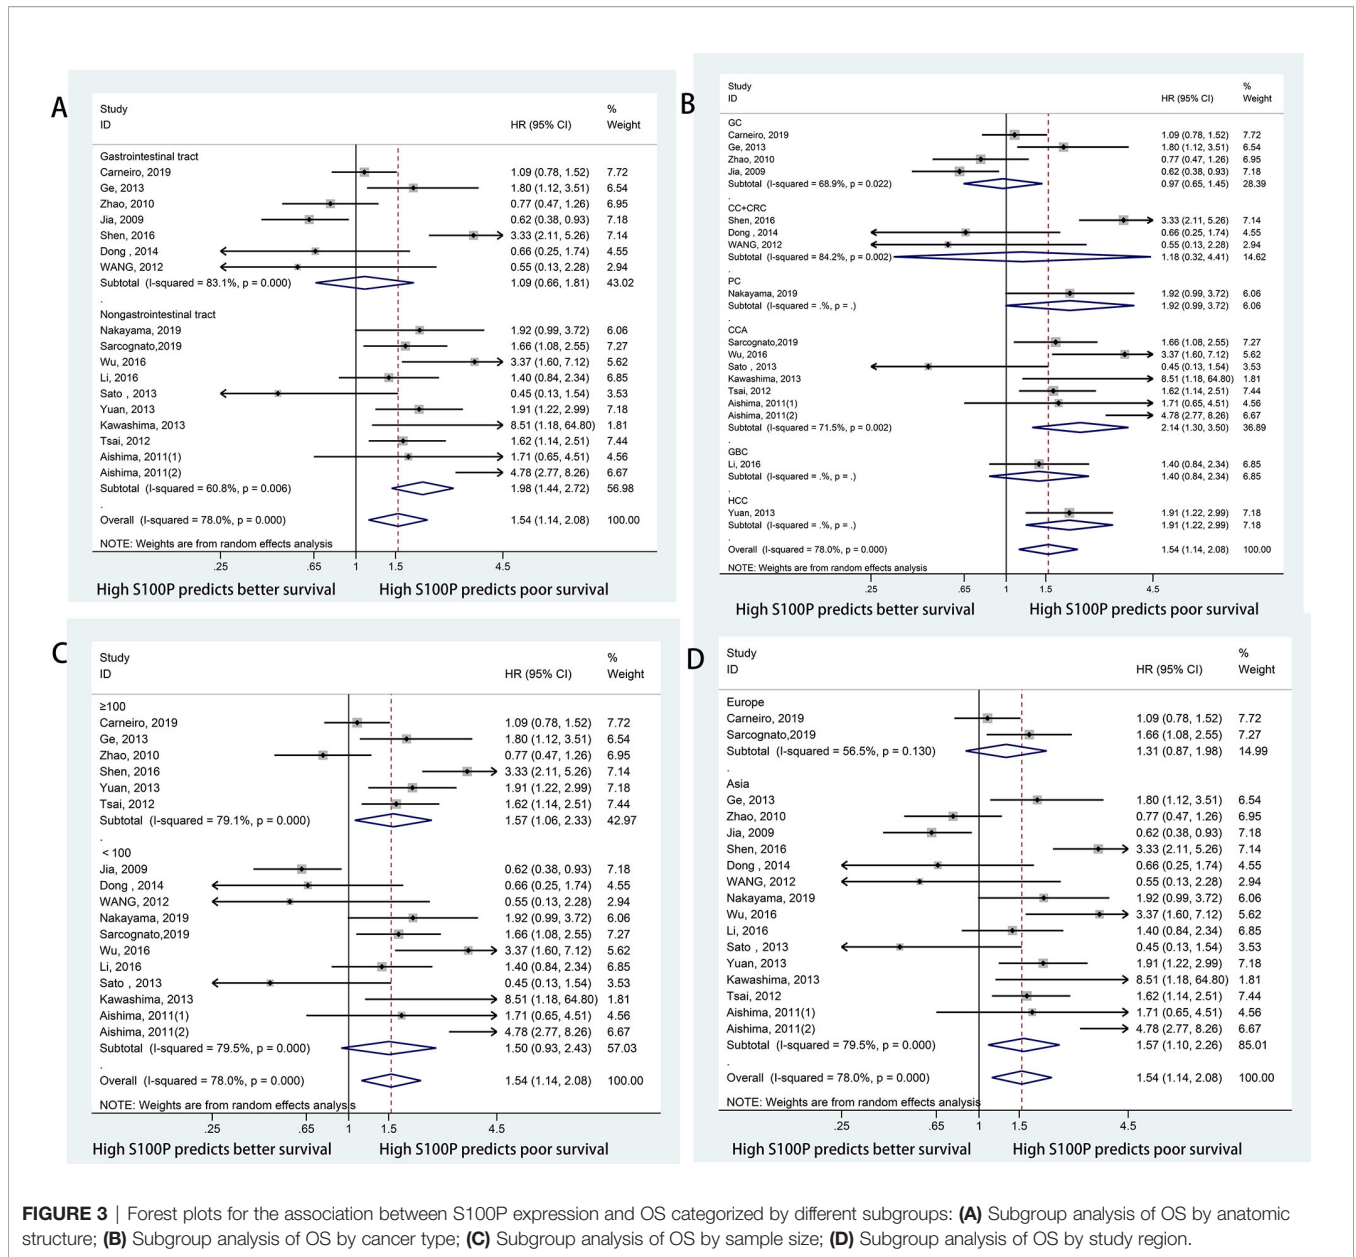 A
Study %
ID HR (95% CI) Weight
Gastrointestinal tract
Carneiro, 2019 1.09 (0.78, 1.52) 7.72
Ge, 2013 1.80 (1.12, 3.51) 6.54
Zhao, 2010 0.77 (0.47, 1.26) 6.95
Jia, 2009 0.62 (0.38, 0.93) 7.18
Shen, 2016 3.33 (2.11, 5.26) 7.14
Dong , 2014 0.66 (0.25, 1.74) 4.55
WANG, 2012 0.55 (0.13, 2.28) 2.94
Subtotal (I-squared = 83.1%, p = 0.000) 1.09 (0.66, 1.81) 43.02
.
Nongastrointestinal tract
Nakayama, 2019 1.92 (0.99, 3.72) 6.06
Sarcognato,2019 1.66 (1.08, 2.55) 7.27
Wu, 2016 3.37 (1.60, 7.12) 5.62
Li, 2016 1.40 (0.84, 2.34) 6.85
Sato , 2013 0.45 (0.13, 1.54) 3.53
Yuan, 2013 1.91 (1.22, 2.99) 7.18
Kawashima, 2013 8.51 (1.18, 64.80) 1.81
Tsai, 2012 1.62 (1.14, 2.51) 7.44
Aishima, 2011(1) 1.71 (0.65, 4.51) 4.56
Aishima, 2011(2) 4.78 (2.77, 8.26) 6.67
Subtotal (I-squared = 60.8%, p = 0.006) 1.98 (1.44, 2.72) 56.98
.
Overall (I-squared = 78.0%, p = 0.000) 1.54 (1.14, 2.08) 100.00
NOTE: Weights are from random effects analysis
.25 .65 1 1.5 4.5
High S100P predicts better survival High S100P predicts poor survival
B
Study %
ID HR (95% CI) Weight
GC
Carneiro, 2019 1.09 (0.78, 1.52) 7.72
Ge, 2013 1.80 (1.12, 3.51) 6.54
Zhao, 2010 0.77 (0.47, 1.26) 6.95
Jia, 2009 0.62 (0.38, 0.93) 7.18
Subtotal (I-squared = 68.9%, p = 0.022) 0.97 (0.65, 1.45) 28.39
.
CC+CRC
Shen, 2016 3.33 (2.11, 5.26) 7.14
Dong , 2014 0.66 (0.25, 1.74) 4.55
WANG, 2012 0.55 (0.13, 2.28) 2.94
Subtotal (I-squared = 84.2%, p = 0.002) 1.18 (0.32, 4.41) 14.62
.
PC
Nakayama, 2019 1.92 (0.99, 3.72) 6.06
Subtotal (I-squared = .%, p = .) 1.92 (0.99, 3.72) 6.06
.
CCA
Sarcognato,2019 1.66 (1.08, 2.55) 7.27
Wu, 2016 3.37 (1.60, 7.12) 5.62
Sato , 2013 0.45 (0.13, 1.54) 3.53
Kawashima, 2013 8.51 (1.18, 64.80) 1.81
Tsai, 2012 1.62 (1.14, 2.51) 7.44
Aishima, 2011(1) 1.71 (0.65, 4.51) 4.56
Aishima, 2011(2) 4.78 (2.77, 8.26) 6.67
Subtotal (I-squared = 71.5%, p = 0.002) 2.14 (1.30, 3.50) 36.89
.
GBC
Li, 2016 1.40 (0.84, 2.34) 6.85
Subtotal (I-squared = .%, p = .) 1.40 (0.84, 2.34) 6.85
.
HCC
Yuan, 2013 1.91 (1.22, 2.99) 7.18
Subtotal (I-squared = .%, p = .) 1.91 (1.22, 2.99) 7.18
.
Overall (I-squared = 78.0%, p = 0.000) 1.54 (1.14, 2.08) 100.00
NOTE: Weights are from random effects analysis
.25 .65 1 1.5 4.5
High S100P predicts better survival High S100P predicts poor survival
C
Study %
ID HR (95% CI) Weight
≥100
Carneiro, 2019 1.09 (0.78, 1.52) 7.72
Ge, 2013 1.80 (1.12, 3.51) 6.54
Zhao, 2010 0.77 (0.47, 1.26) 6.95
Shen, 2016 3.33 (2.11, 5.26) 7.14
Yuan, 2013 1.91 (1.22, 2.99) 7.18
Tsai, 2012 1.62 (1.14, 2.51) 7.44
Subtotal (I-squared = 79.1%, p = 0.000) 1.57 (1.06, 2.33) 42.97
.
< 100
Jia, 2009 0.62 (0.38, 0.93) 7.18
Dong , 2014 0.66 (0.25, 1.74) 4.55
WANG, 2012 0.55 (0.13, 2.28) 2.94
Nakayama, 2019 1.92 (0.99, 3.72) 6.06
Sarcognato,2019 1.66 (1.08, 2.55) 7.27
Wu, 2016 3.37 (1.60, 7.12) 5.62
Li, 2016 1.40 (0.84, 2.34) 6.85
Sato , 2013 0.45 (0.13, 1.54) 3.53
Kawashima, 2013 8.51 (1.18, 64.80) 1.81
Aishima, 2011(1) 1.71 (0.65, 4.51) 4.56
Aishima, 2011(2) 4.78 (2.77, 8.26) 6.67
Subtotal (I-squared = 79.5%, p = 0.000) 1.50 (0.93, 2.43) 57.03
.
Overall (I-squared = 78.0%, p = 0.000) 1.54 (1.14, 2.08) 100.00
NOTE: Weights are from random effects analysis
.25 .65 1 1.5 4.5
High S100P predicts better survival High S100P predicts poor survival
D
Study %
ID HR (95% CI) Weight
Europe
Carneiro, 2019 1.09 (0.78, 1.52) 7.72
Sarcognato,2019 1.66 (1.08, 2.55) 7.27
Subtotal (I-squared = 56.5%, p = 0.130) 1.31 (0.87, 1.98) 14.99
.
Asia
Ge, 2013 1.80 (1.12, 3.51) 6.54
Zhao, 2010 0.77 (0.47, 1.26) 6.95
Jia, 2009 0.62 (0.38, 0.93) 7.18
Shen, 2016 3.33 (2.11, 5.26) 7.14
Dong , 2014 0.66 (0.25, 1.74) 4.55
WANG, 2012 0.55 (0.13, 2.28) 2.94
Nakayama, 2019 1.92 (0.99, 3.72) 6.06
Wu, 2016 3.37 (1.60, 7.12) 5.62
Li, 2016 1.40 (0.84, 2.34) 6.85
Sato , 2013 0.45 (0.13, 1.54) 3.53
Yuan, 2013 1.91 (1.22, 2.99) 7.18
Kawashima, 2013 8.51 (1.18, 64.80) 1.81
Tsai, 2012 1.62 (1.14, 2.51) 7.44
Aishima, 2011(1) 1.71 (0.65, 4.51) 4.56
Aishima, 2011(2) 4.78 (2.77, 8.26) 6.67
Subtotal (I-squared = 79.5%, p = 0.000) 1.57 (1.10, 2.26) 85.01
.
Overall (I-squared = 78.0%, p = 0.000) 1.54 (1.14, 2.08) 100.00
NOTE: Weights are from random effects analysis
.25 .65 1 1.5 4.5
High S100P predicts better survival High S100P predicts poor survival
FIGURE 3 | Forest plots for the association between S100P expression and OS categorized by different subgroups: (A) Subgroup analysis of OS by anatomic
structure; (B) Subgroup analysis of OS by cancer type; (C) Subgroup analysis of OS by sample size; (D) Subgroup analysis of OS by study region.